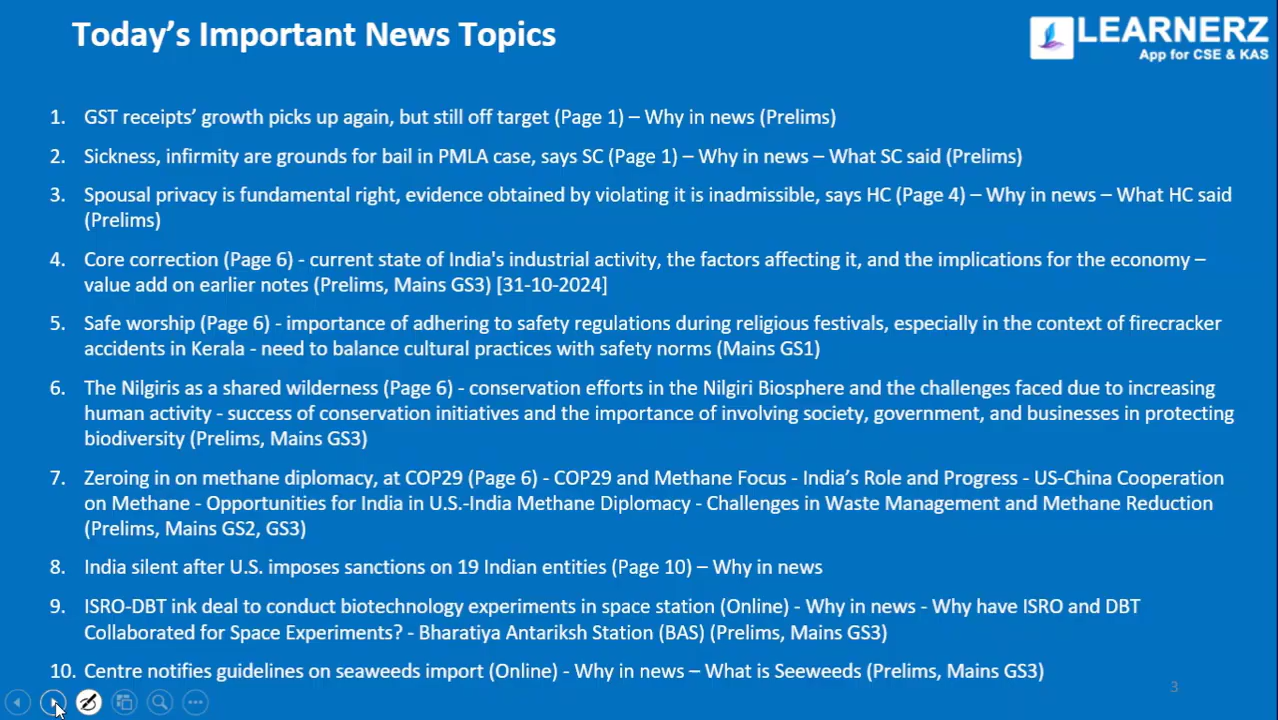 Today's Important News Topics
LEARNERZ
App for CSE & KAS
1. GST receipts' growth picks up again, but still off target (Page 1) – Why in news (Prelims)
2. Sickness, infirmity are grounds for bail in PMLA case, says SC (Page 1) – Why in news – What SC said (Prelims)
3. Spousal privacy is fundamental right, evidence obtained by violating it is inadmissible, says HC (Page 4) – Why in news – What HC said
(Prelims)
4. Core correction (Page 6) - current state of India's industrial activity, the factors affecting it, and the implications for the economy –
value add on earlier notes (Prelims, Mains GS3) [31-10-2024]
5. Safe worship (Page 6) - importance of adhering to safety regulations during religious festivals, especially in the context of firecracker
accidents in Kerala - need to balance cultural practices with safety norms (Mains GS1)
6. The Nilgiris as a shared wilderness (Page 6) - conservation efforts in the Nilgiri Biosphere and the challenges faced due to increasing
human activity - success of conservation initiatives and the importance of involving society, government, and businesses in protecting
biodiversity (Prelims, Mains GS3)
7. Zeroing in on methane diplomacy, at COP29 (Page 6) - COP29 and Methane Focus - India's Role and Progress - US-China Cooperation
on Methane - Opportunities for India in U.S.-India Methane Diplomacy - Challenges in Waste Management and Methane Reduction
(Prelims, Mains GS2, GS3)
8. India silent after U.S. imposes sanctions on 19 Indian entities (Page 10) – Why in news
9. ISRO-DBT ink deal to conduct biotechnology experiments in space station (Online) - Why in news - Why have ISRO and DBT
Collaborated for Space Experiments? - Bharatiya Antariksh Station (BAS) (Prelims, Mains GS3)
10. Centre notifies guidelines on seaweeds import (Online) - Why in news – What is Seeweeds (Prelims, Mains GS3)
3